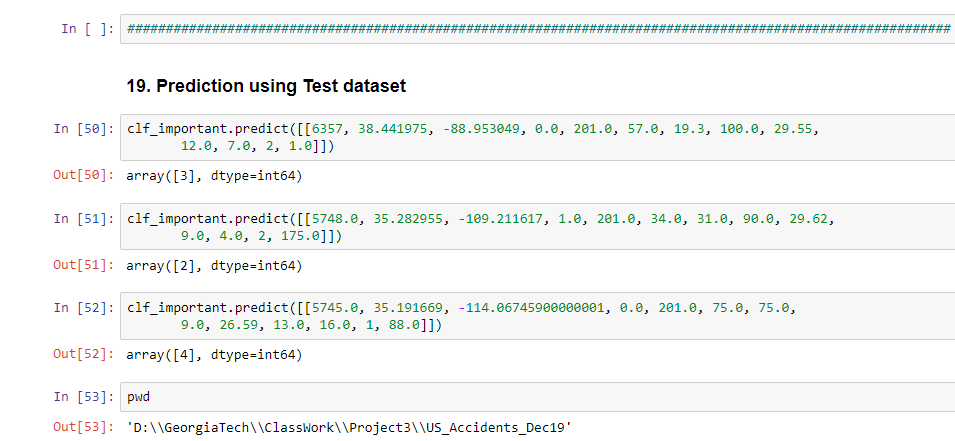 In [ ]: ##########################################################################################################
19. Prediction using Test dataset
In [50]: clf_important.predict([[6357, 38.441975, -88.953049, 0.0, 201.0, 57.0, 19.3, 100.0, 29.55,
12.0, 7.0, 2, 1.0]])
Out[50]: array([3], dtype=int64)
In [51]: clf_important.predict([[5748.0, 35.282955, -109.211617, 1.0, 201.0, 34.0, 31.0, 90.0, 29.62,
9.0, 4.0, 2, 175.0]])
Out[51]: array([2], dtype=int64)
In [52]: clf_important.predict([[5745.0, 35.191669, -114.06745900000001, 0.0, 201.0, 75.0, 75.0,
9.0, 26.59, 13.0, 16.0, 1, 88.0]])
Out[52]: array([4], dtype=int64)
In [53]: pwd
Out[53]: 'D:\\GeorgiaTech\\ClassWork\\Project3\\US_Accidents_Dec19'